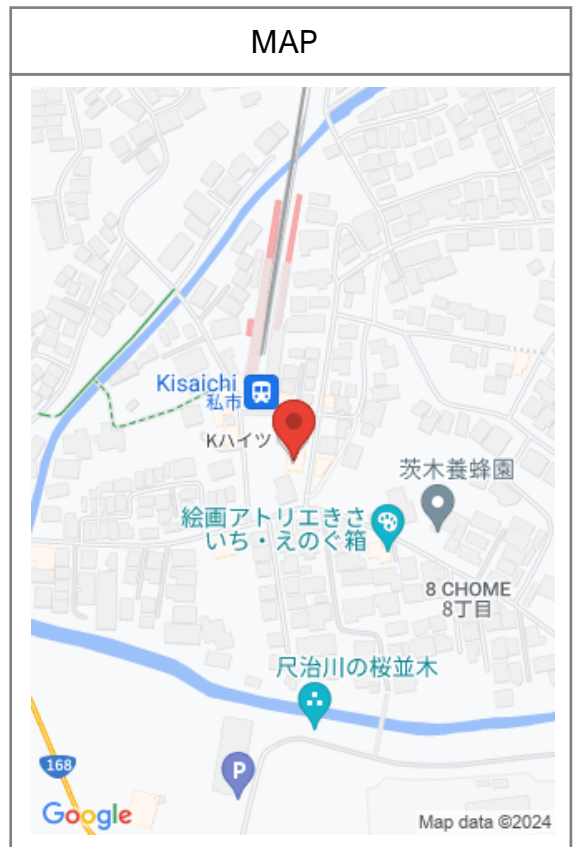 MAP
Kisaichi
私市
Kハイツ
茨木養蜂園
絵画アトリエきさ
いち・えのぐ箱
8 CHOME
8丁目
尺治川の桜並木
P
168
Google
Map data ©2024